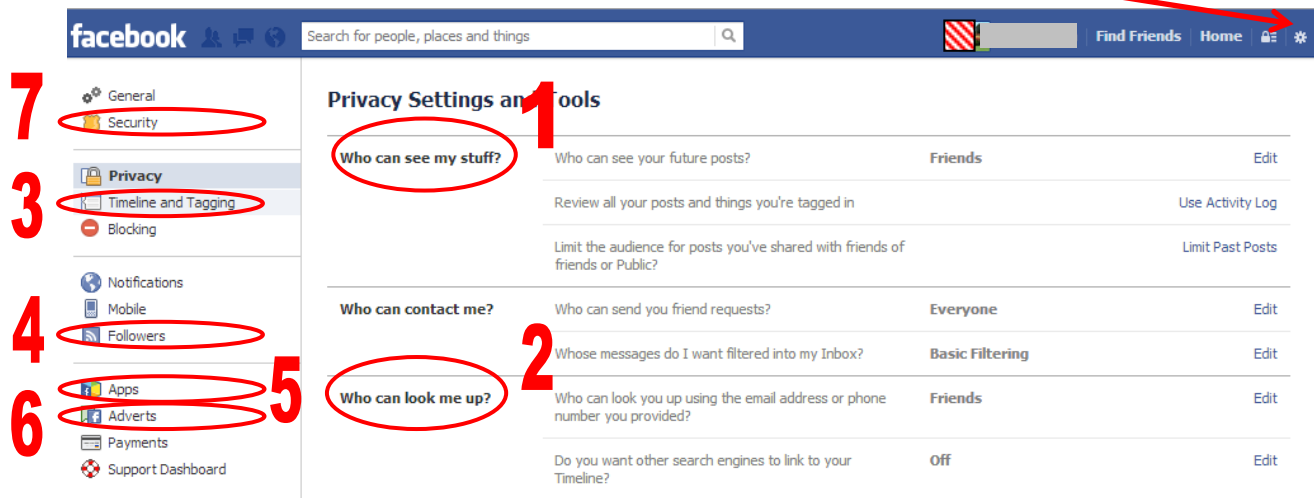 facebook
Search for people, places and things
Find Friends
Home
7
General
Security
Privacy
3
Timeline and Tagging
Blocking
Notifications
Mobile
4
Followers
5
Apps
6
Adverts
Payments
Support Dashboard
Privacy Settings and Tools
1
Who can see my stuff?
Who can see your future posts?
Friends
Edit
Review all your posts and things you're tagged in
Use Activity Log
Limit the audience for posts you've shared with friends of
friends or Public?
Limit Past Posts
Who can contact me?
Who can send you friend requests?
Everyone
Edit
2
Whose messages do I want filtered into my Inbox?
Basic Filtering
Edit
Who can look me up?
Who can look you up using the email address or phone
number you provided?
Friends
Edit
Do you want other search engines to link to your
Timeline?
Off
Edit